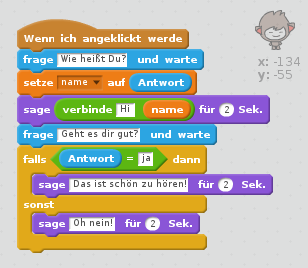 Wenn ich angeklickt werde
frage Wie heißt Du? und warte
setze name auf Antwort
sage verbinde Hi name für 2 Sek.
frage Geht es dir gut? und warte
falls Antwort = ja dann
sage Das ist schön zu hören! für 2 Sek.
sonst
sage Oh nein! für 2 Sek.
x: -134
y: -55